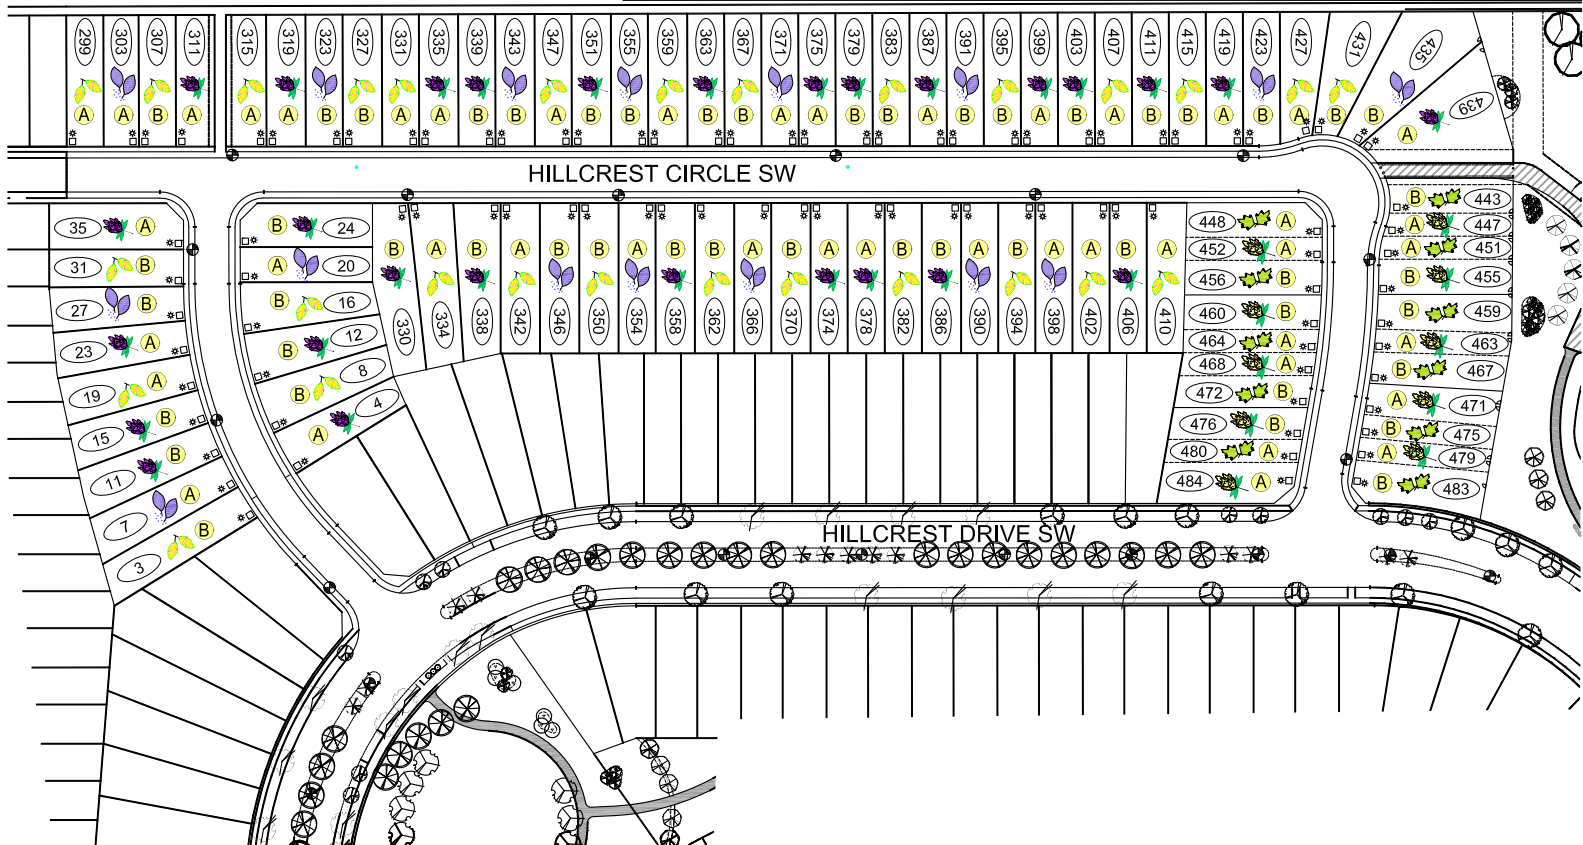 299 303 307 311 315 319 323 327 331 335 339 343 347 351 355 359 363 367 371 375 379 383 387 391 395 399 403 407 411 415 419 423 427 431 435 439
A A B A B A B B A A B B A B A A B B A A B A B B A B B A B B A B A B B A
HILLCREST CIRCLE SW
35 A
31 B
27 B
23 A
19 A
15 B
11 B
7 A
3 B
B 24
A 20
B 16
B 12
B 8
A 4
B A B A B B A B A B A B A B B A B A B B A
330 334 338 342 346 350 354 358 362 366 370 374 378 382 386 390 394 398 402 406 410
448 A
452 A
456 B
460 B
464 A
468 A
472 B
476 B
480 A
484 A
B 443
A 447
A 451
B 455
B 459
A 463
B 467
A 471
B 475
A 479
B 483
HILLCREST DRIVE SW